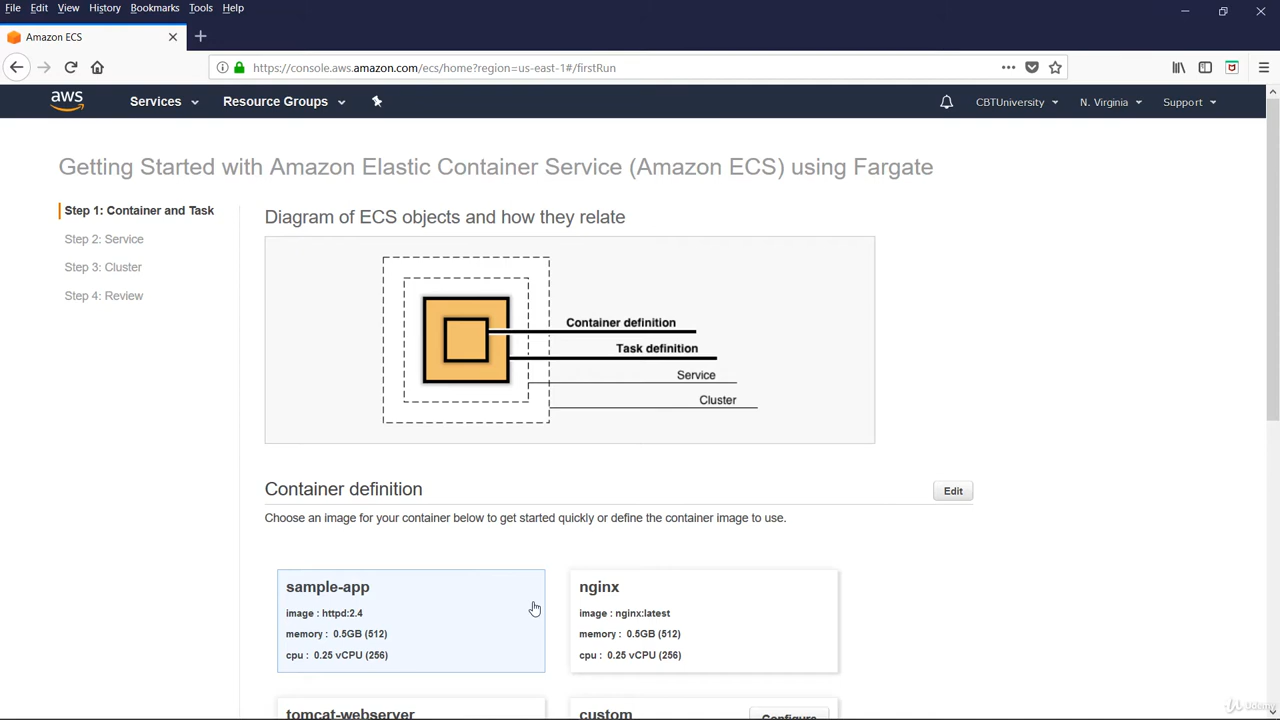 File Edit View History Bookmarks Tools Help
Amazon ECS
https://console.aws.amazon.com/ecs/home?region=us-east-1#/firstRun
aws Services Resource Groups CBTUniversity N. Virginia Support
Getting Started with Amazon Elastic Container Service (Amazon ECS) using Fargate
Step 1: Container and Task
Step 2: Service
Step 3: Cluster
Step 4: Review
Diagram of ECS objects and how they relate
Container definition
Task definition
Service
Cluster
Container definition Edit
Choose an image for your container below to get started quickly or define the container image to use.
sample-app
image : httpd:2.4
memory : 0.5GB (512)
cpu : 0.25 vCPU (256)
nginx
image : nginx:latest
memory : 0.5GB (512)
cpu : 0.25 vCPU (256)
tomcat-webserver
custom Configure
Udemy